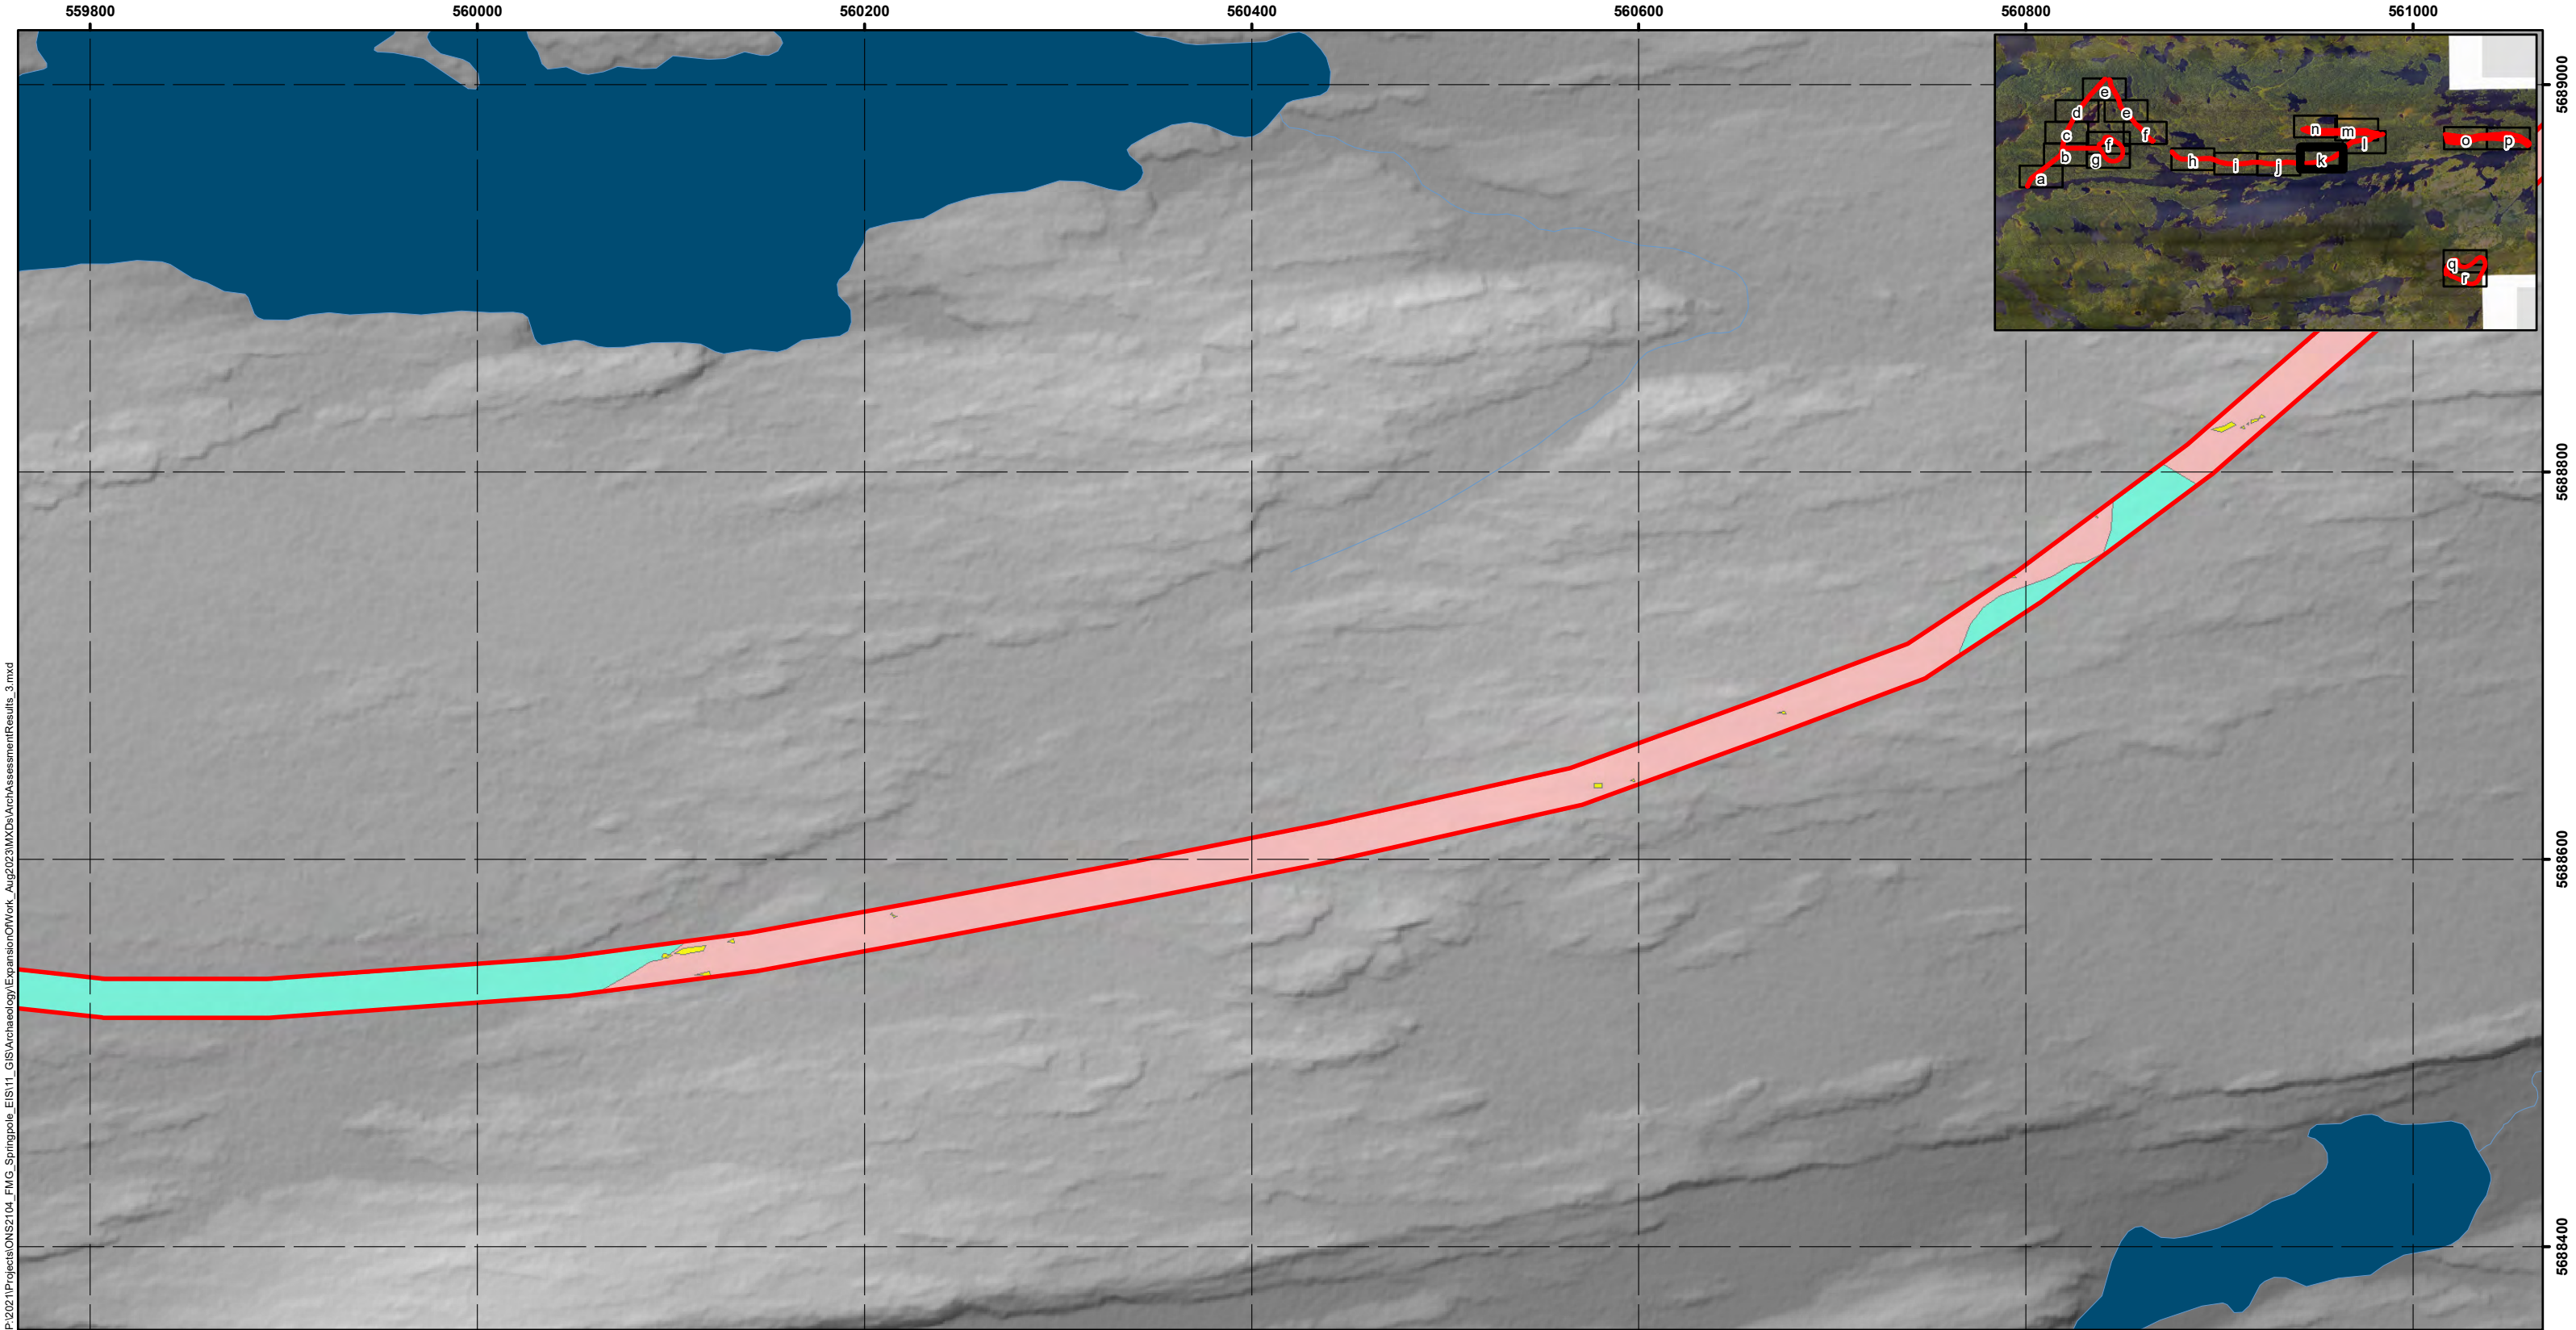 559800 560000 560200 560400 560600 560800 561000
5689000
5688800
5688600
5688400
e
d e
c f
b f
g
a
n m
l
h i j k
o p
q
r
P:\2021\Projects\ONS2104_FMG_Springpole_EIS\11_GIS\Archaeology\ExpansionOfWork_Aug2023\MXDs\ArchAssessmentResults_3.mxd